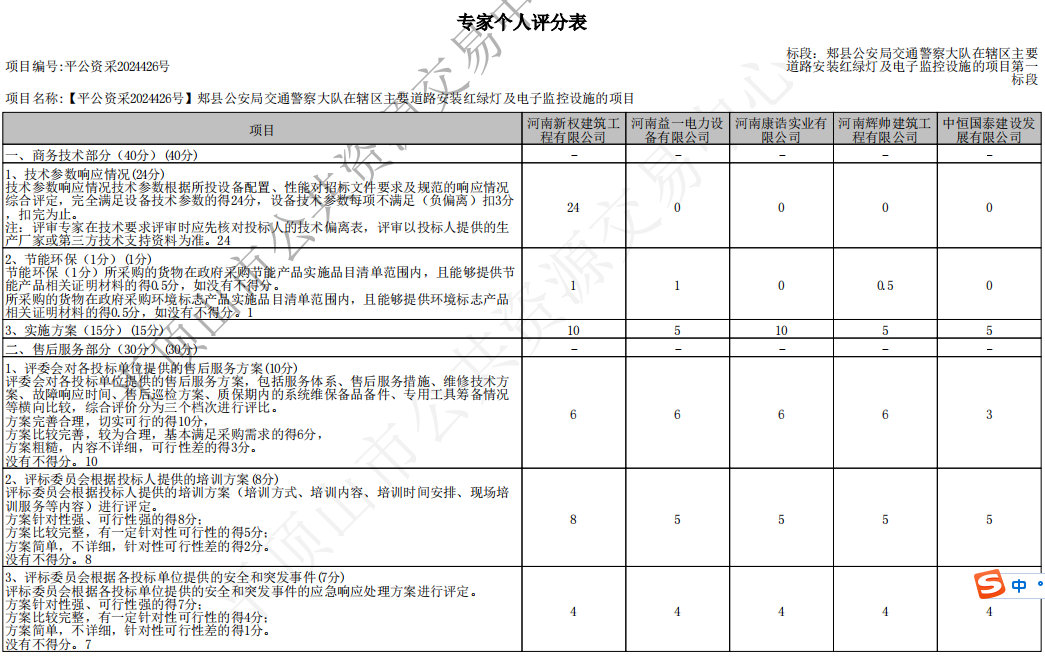 专家个人评分表
项目编号:平公资采2024426号
标段: 郏县公安局交通警察大队在辖区主要
道路安装红绿灯及电子监控设施的项目第一
标段
项目名称:【平公资采2024426号】郏县公安局交通警察大队在辖区主要道路安装红绿灯及电子监控设施的项目
项目
河南新权建筑工
程有限公司
河南益一电力设
备有限公司
河南康诰实业有
限公司
河南辉帅建筑工
程有限公司
中恒国泰建设发
展有限公司
一、商务技术部分（40分）(40分)
— — — — —
1、技术参数响应情况(24分)
技术参数响应情况技术参数根据所投设备配置、性能对招标文件要求及规范的响应情况
综合评定，完全满足设备技术参数的得24分，设备技术参数每项不满足（负偏离）扣3分
，扣完为止。
注：评审专家在技术要求评审时应先核对投标人的技术偏离表，评审以投标人提供的生
产厂家或第三方技术支持资料为准。24
24 0 0 0 0
2、节能环保（1分）(1分)
节能环保（1分）所采购的货物在政府采购节能产品实施品目清单范围内，且能够提供节
能产品相关证明材料的得0.5分，如没有不得分。
所采购的货物在政府采购环境标志产品实施品目清单范围内，且能够提供环境标志产品
相关证明材料的得0.5分，如没有不得分。1
1 1 0 0.5 0
3、实施方案（15分）(15分)
10 5 10 5 5
二、售后服务部分（30分）(30分)
— — — — —
1、评委会对各投标单位提供的售后服务方案(10分)
评委会对各投标单位提供的售后服务方案，包括服务体系、售后服务措施、维修技术方
案、故障响应时间、售后巡检方案、质保期内的系统维保备品备件、专用工具筹备情况
等横向比较，综合评价分为三个档次进行评比。
方案完善合理，切实可行的得10分，
方案比较完善，较为合理，基本满足采购需求的得6分，
方案粗糙，内容不详细，可行性差的得3分。
没有不得分。10
6 6 6 6 3
2、评标委员会根据投标人提供的培训方案(8分)
评标委员会根据投标人提供的培训方案（培训方式、培训内容、培训时间安排、现场培
训服务等内容）进行评定。
方案针对性强、可行性强的得8分；
方案比较完整，有一定针对性可行性的得5分；
方案简单，不详细，针对性可行性差的得2分。
没有不得分。8
8 5 5 5 5
3、评标委员会根据各投标单位提供的安全和突发事件(7分)
评标委员会根据各投标单位提供的安全和突发事件的应急响应处理方案进行评定。
方案针对性强、可行性强的得7分；
方案比较完整，有一定针对性可行性的得4分；
方案简单，不详细，针对性可行性差的得1分。
没有不得分。7
4 4 4 4 4
平顶山市公共资源交易中
平顶山市公共资源交易中心
S 中